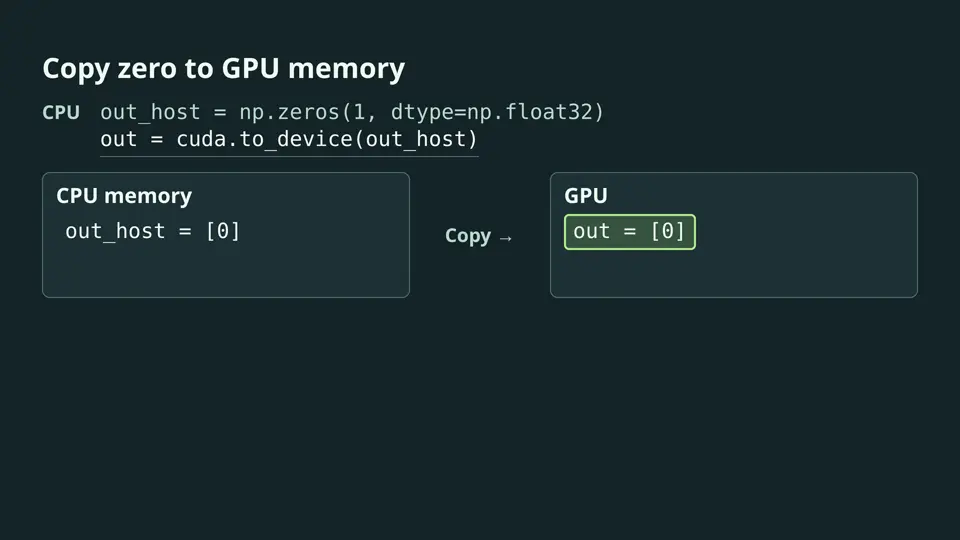 Copy zero to GPU memory
CPU out_host = np.zeros(1, dtype=np.float32)
out = cuda.to_device(out_host)
CPU memory
out_host = [0]
Copy →
GPU
out = [0]